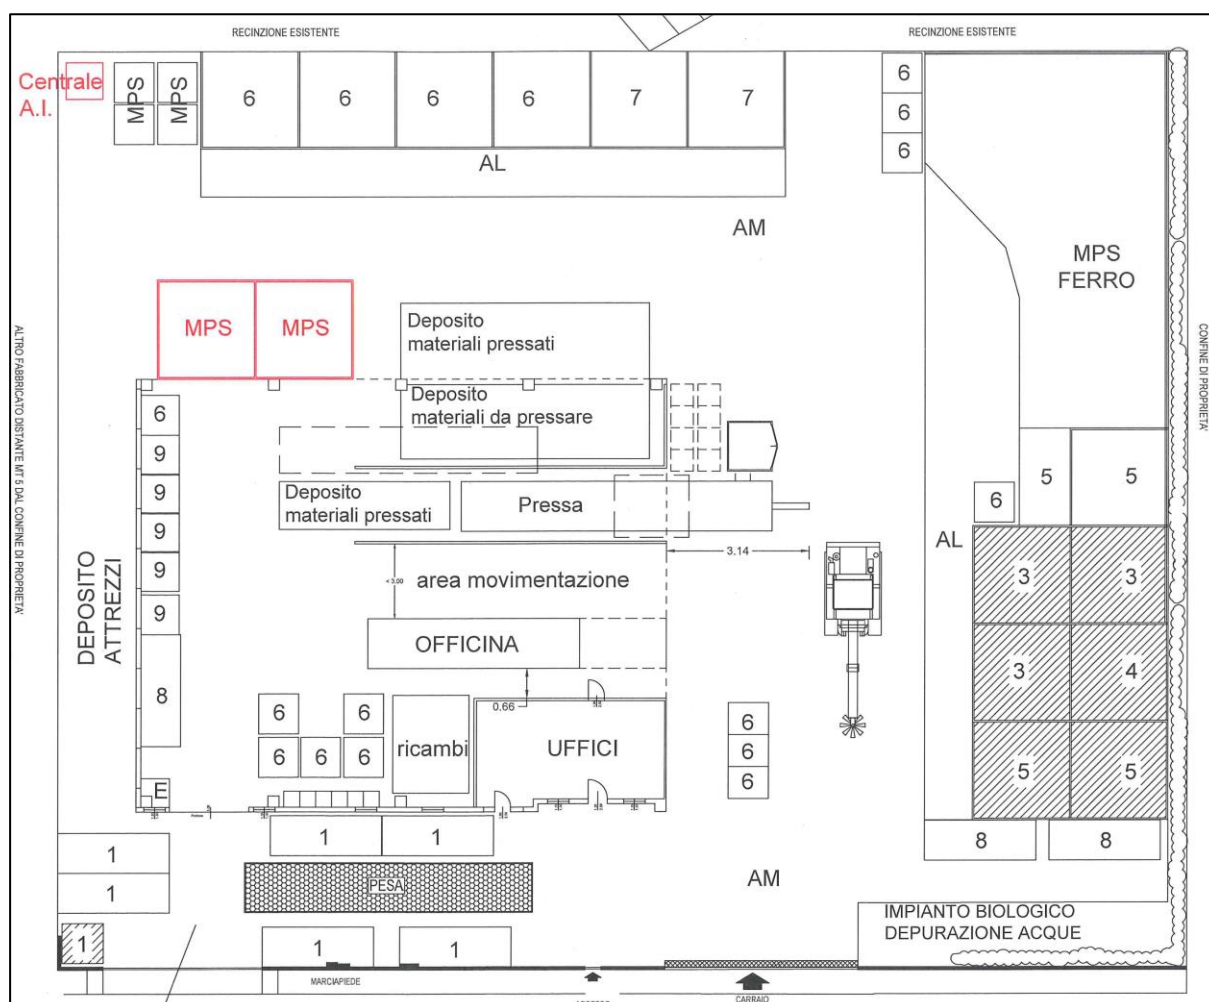 RECINZIONE ESISTENTE
RECINZIONE ESISTENTE
Centrale
A.I.
MPS
MPS
6
6
6
6
7
7
6
6
6
AL
AM
MPS
FERRO
MPS
MPS
Deposito
materiali pressati
Deposito
materiali da pressare
ALTRO FABBRICATO DISTANTE MT 5 DAL CONFINE DI PROPRIETA'
CONFINE DI PROPRIETA'
6
9
9
9
9
9
8
E
DEPOSITO
ATTREZZI
Deposito
materiali pressati
Pressa
5
5
6
AL
3.14
<3.00
area movimentazione
3
3
OFFICINA
0.66
3
4
6
6
6
6
6
ricambi
UFFICI
6
6
6
5
5
1
1
8
8
1
1
PESA
AM
1
IMPIANTO BIOLOGICO
DEPURAZIONE ACQUE
1
1
MARCIAPIEDE
CARRAIO